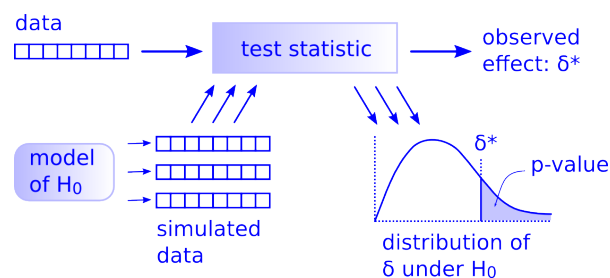 data
test statistic
observed
effect: δ*
model
of H₀
simulated
data
δ*
p-value
distribution of
δ under H₀